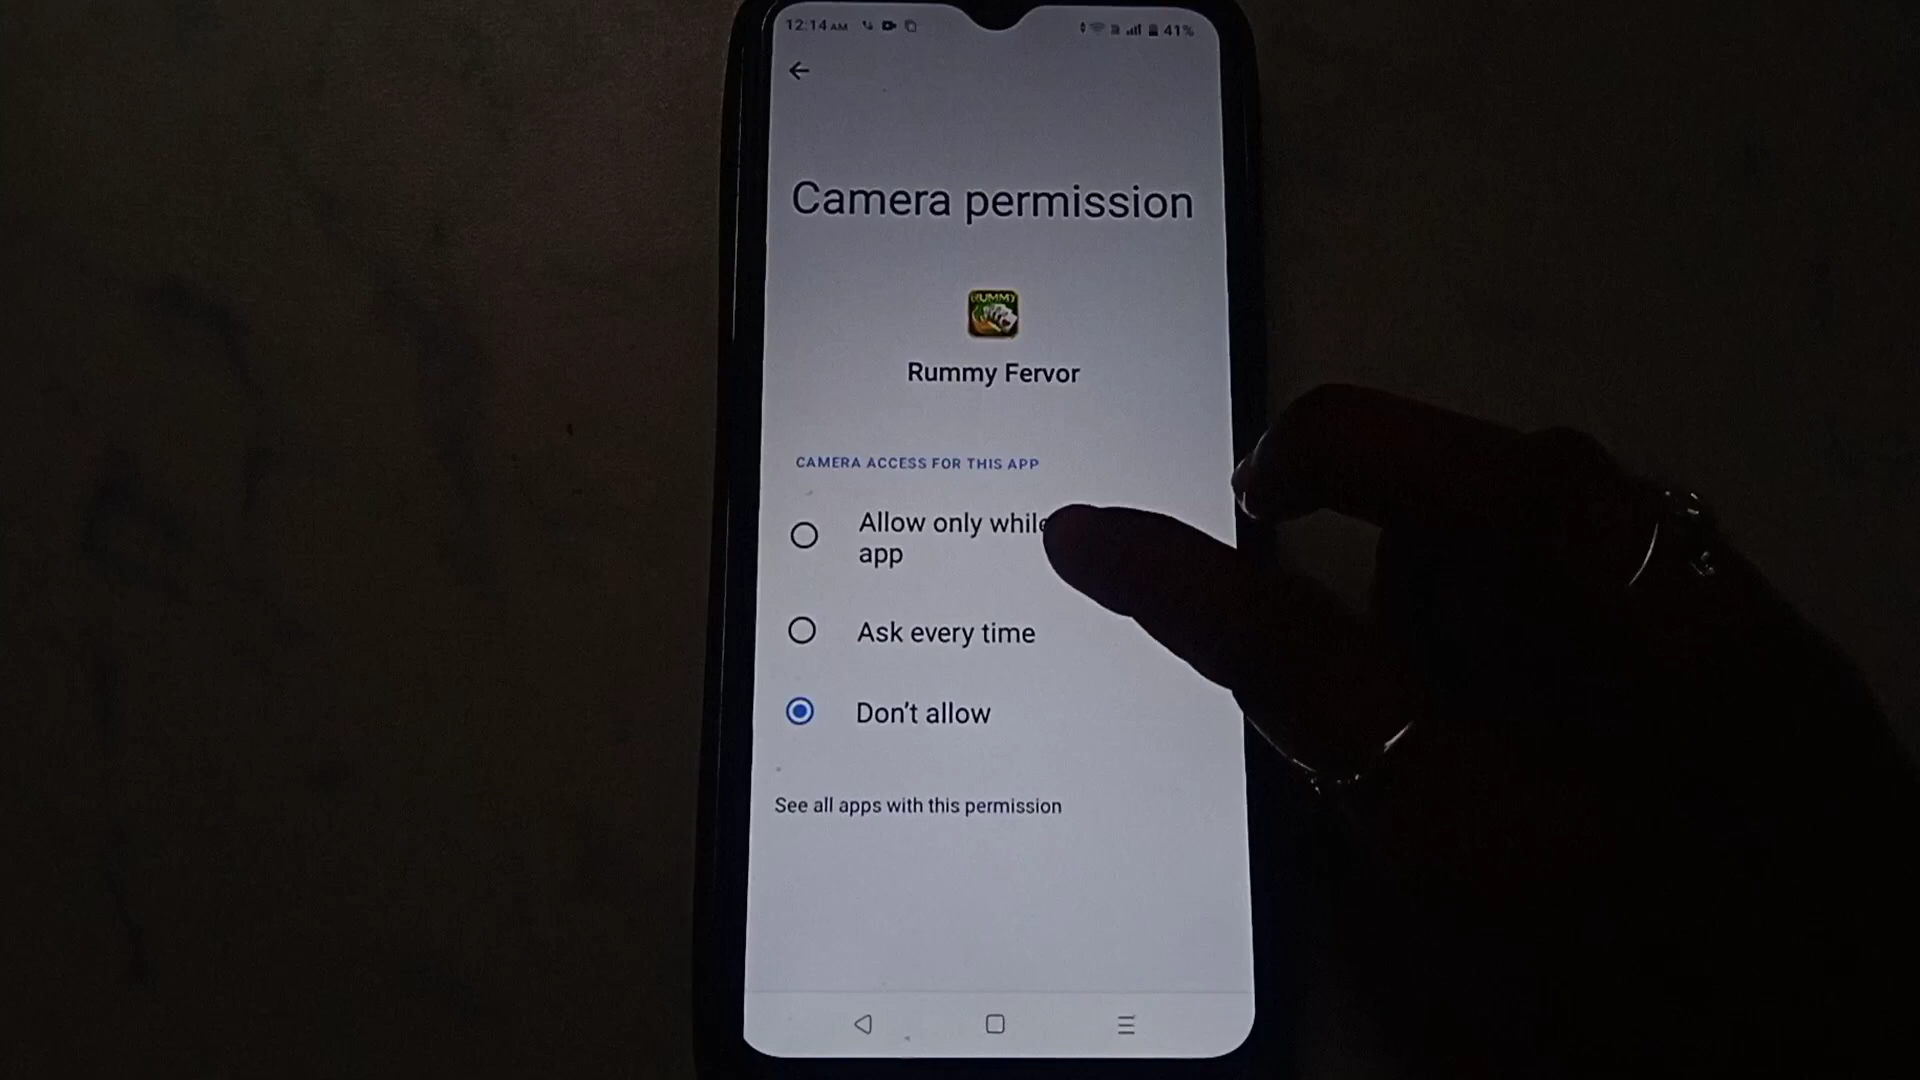 12:14 AM
41%
Camera permission
RUMMY
Rummy Fervor
CAMERA ACCESS FOR THIS APP
Allow only while
app
Ask every time
Don't allow
See all apps with this permission